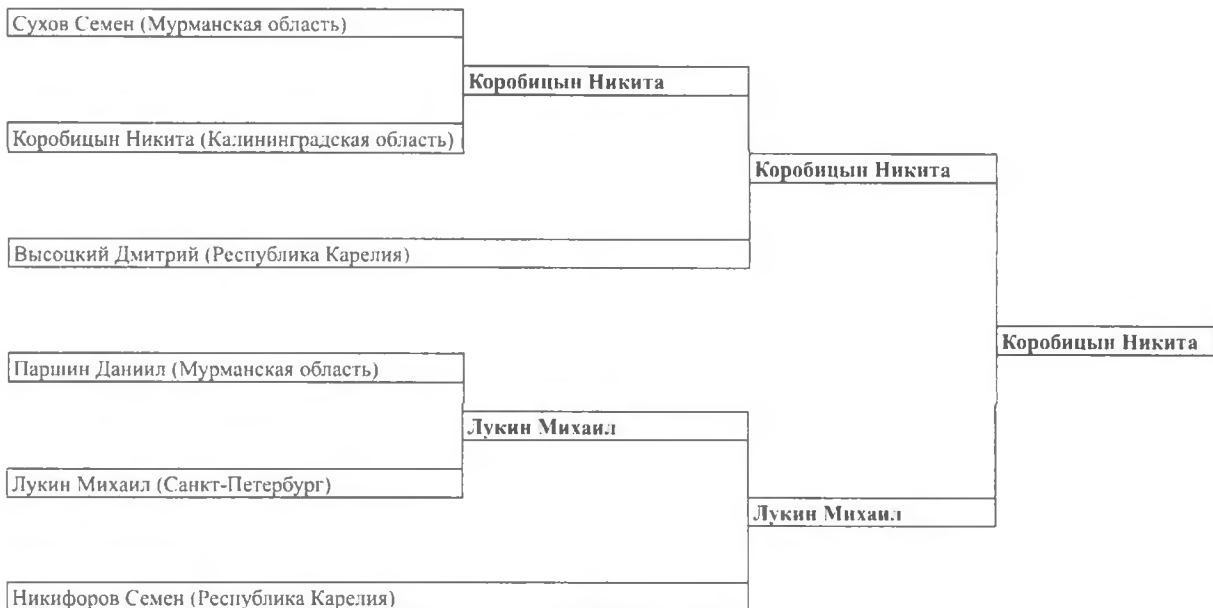 Сухов Семен (Мурманская область)
Коробицын Никита
Коробицын Никита (Калининградская область)
Коробицын Никита
Высоцкий Дмитрий (Республика Карелия)
Коробицын Никита
Паршин Даниил (Мурманская область)
Лукин Михаил
Лукин Михаил (Санкт-Петербург)
Лукин Михаил
Никифоров Семен (Республика Карелия)